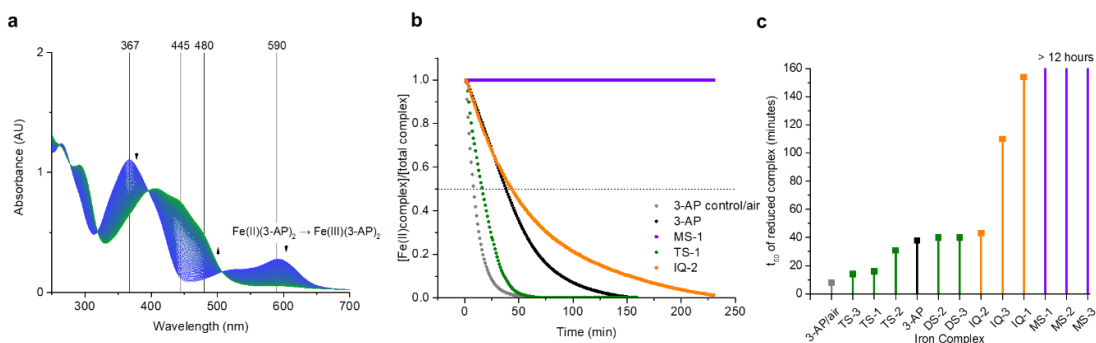 a
367 445 480 590
2
1
0
Absorbance (AU)
Fe(II)(3-AP)2 → Fe(III)(3-AP)2
300 400 500 600 700
Wavelength (nm)
b
1.0
0.8
0.6
0.4
0.2
0.0
[Fe(II)complex]/[total complex]
3-AP control/air
3-AP
MS-1
TS-1
IQ-2
0 25 50 75 100 125 150 175 200 225 250
Time (min)
c
> 12 hours
160
140
120
100
80
60
40
20
0
t50 of reduced complex (minutes)
3-AP/air TS-3 TS-1 TS-2 3-AP DS-2 DS-3 IQ-2 IQ-3 IQ-1 MS-1 MS-2 MS-3
Iron Complex